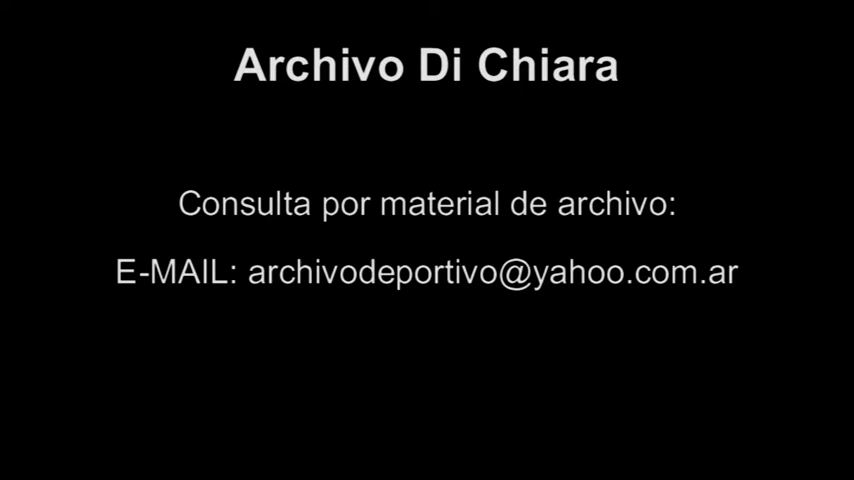 Archivo Di Chiara
Consulta por material de archivo:
E-MAIL: archivodeportivo@yahoo.com.ar